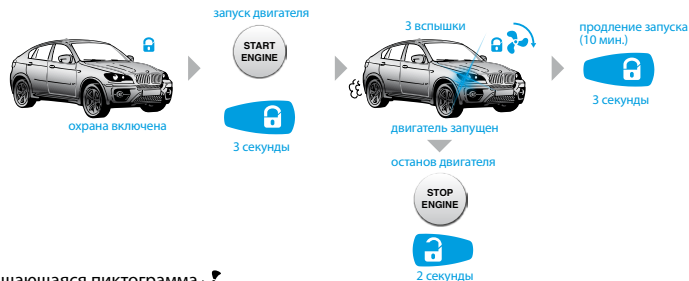 запуск двигателя
START
ENGINE
3 секунды
охрана включена
3 вспышки
двигатель запущен
продление запуска
(10 мин.)
3 секунды
останов двигателя
STOP
ENGINE
2 секунды
пиктограмма